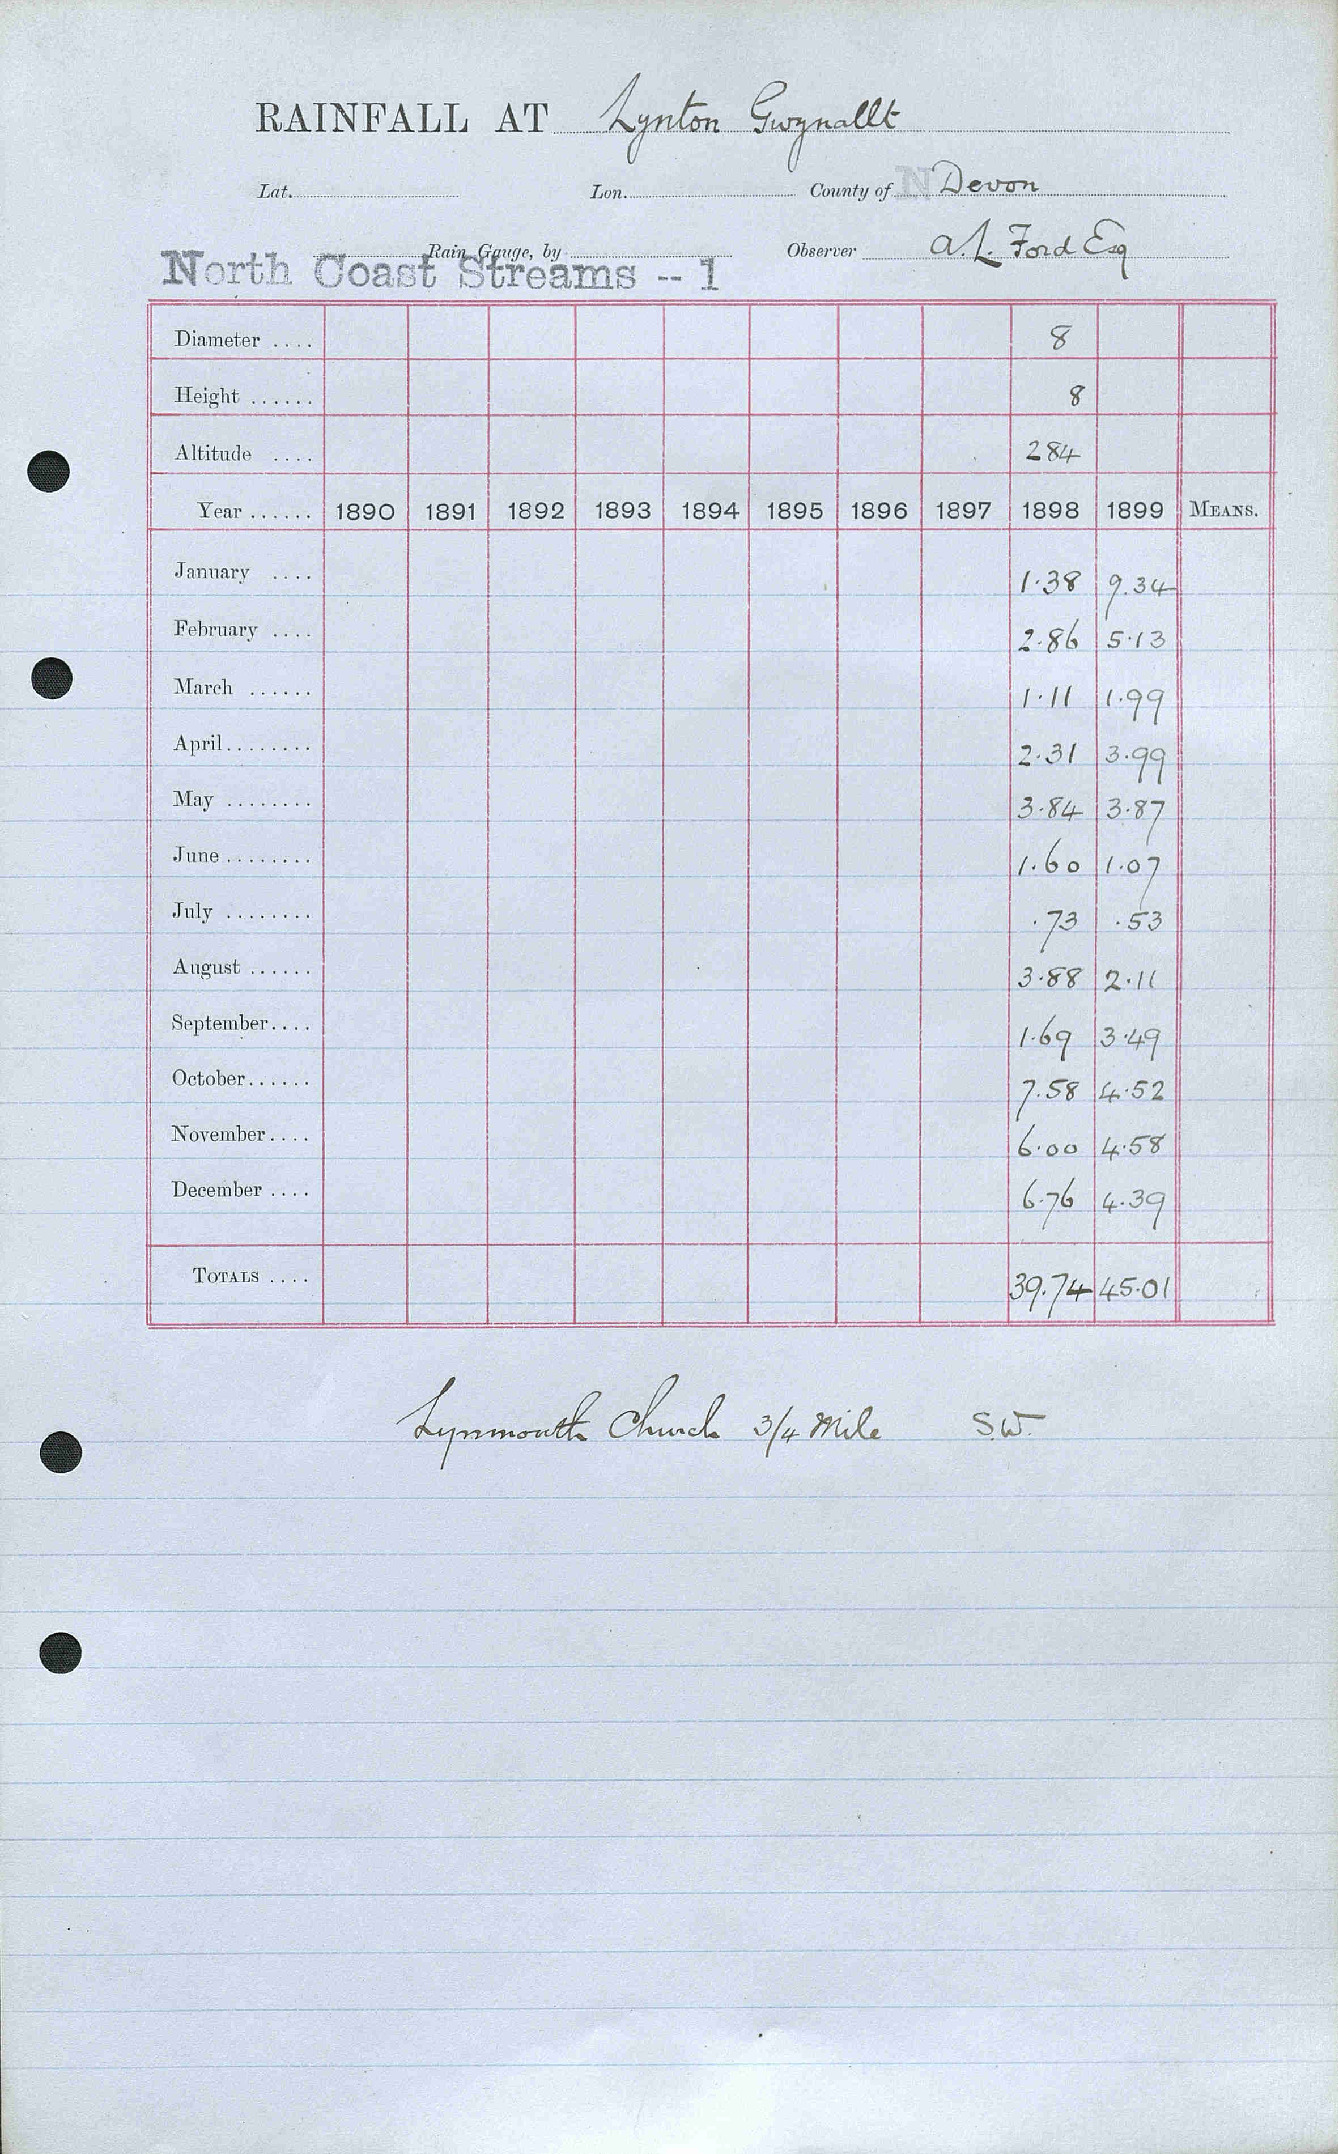 RAINFALL AT Lynton Gwynallt
Lat. Lon. County of N Devon
Rain Gauge, by Observer A. L. Ford Esq
North Coast Streams -- 1
Diameter .... 8
Height ...... 8
Altitude .... 284
Year ...... 1890 1891 1892 1893 1894 1895 1896 1897 1898 1899 MEANS.
January .... 1.38 9.34
February .... 2.86 5.13
March ...... 1.11 1.99
April........ 2.31 3.99
May ........ 3.84 3.87
June........ 1.60 1.07
July ........ .73 .53
August ...... 3.88 2.11
September.... 1.69 3.49
October...... 7.58 4.52
November.... 6.00 4.58
December .... 6.76 4.39
TOTALS .... 39.74 45.01
Lynmouth Church 3/4 Mile S.W.